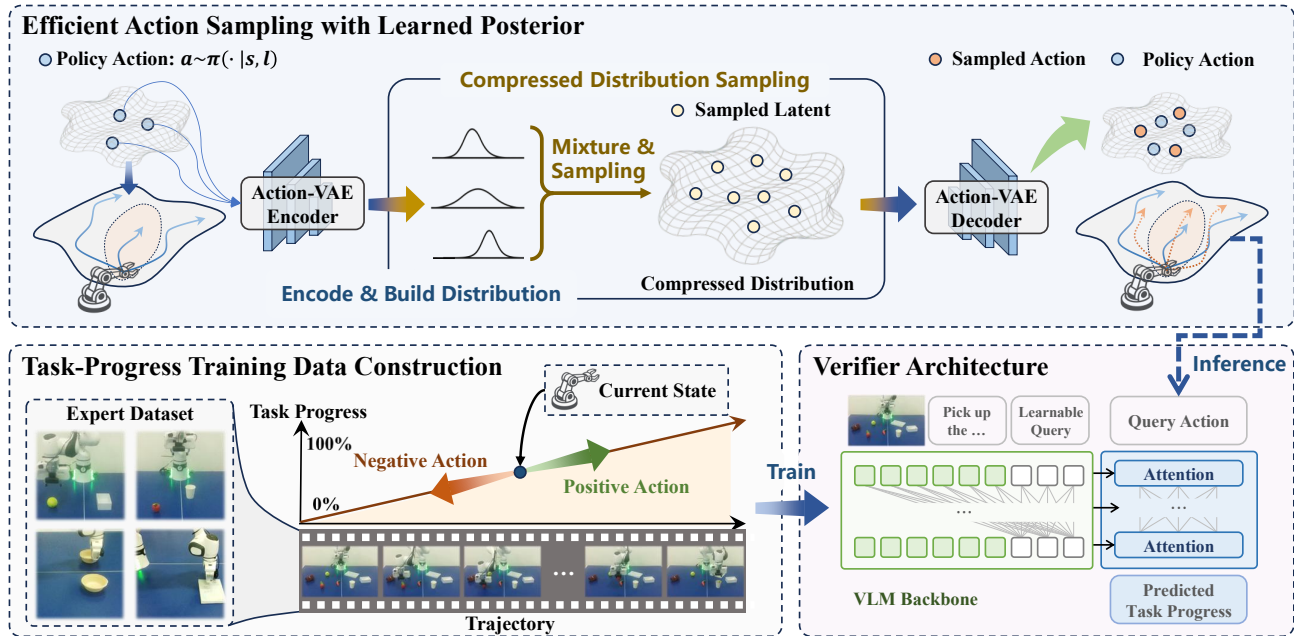 Efficient Action Sampling with Learned Posterior
Policy Action: a~π(· |s, l)
Compressed Distribution Sampling
Sampled Action
Policy Action
Sampled Latent
Mixture &
Sampling
Action-VAE
Encoder
Action-VAE
Decoder
Encode & Build Distribution
Compressed Distribution
Task-Progress Training Data Construction
Expert Dataset
Task Progress
100%
0%
Current State
Negative Action
Positive Action
...
Trajectory
Train
Verifier Architecture
Inference
Pick up
the ...
Learnable
Query
Query Action
Attention
...
...
Attention
VLM Backbone
Predicted
Task Progress